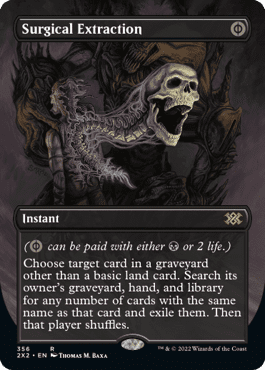 Surgical Extraction
Instant
( can be paid with either or 2 life.)
Choose target card in a graveyard
other than a basic land card. Search its
owner's graveyard, hand, and library
for any number of cards with the same
name as that card and exile them. Then
that player shuffles.
356 R
2X2 • EN Thomas M. Baxa
™ & © 2022 Wizards of the Coast